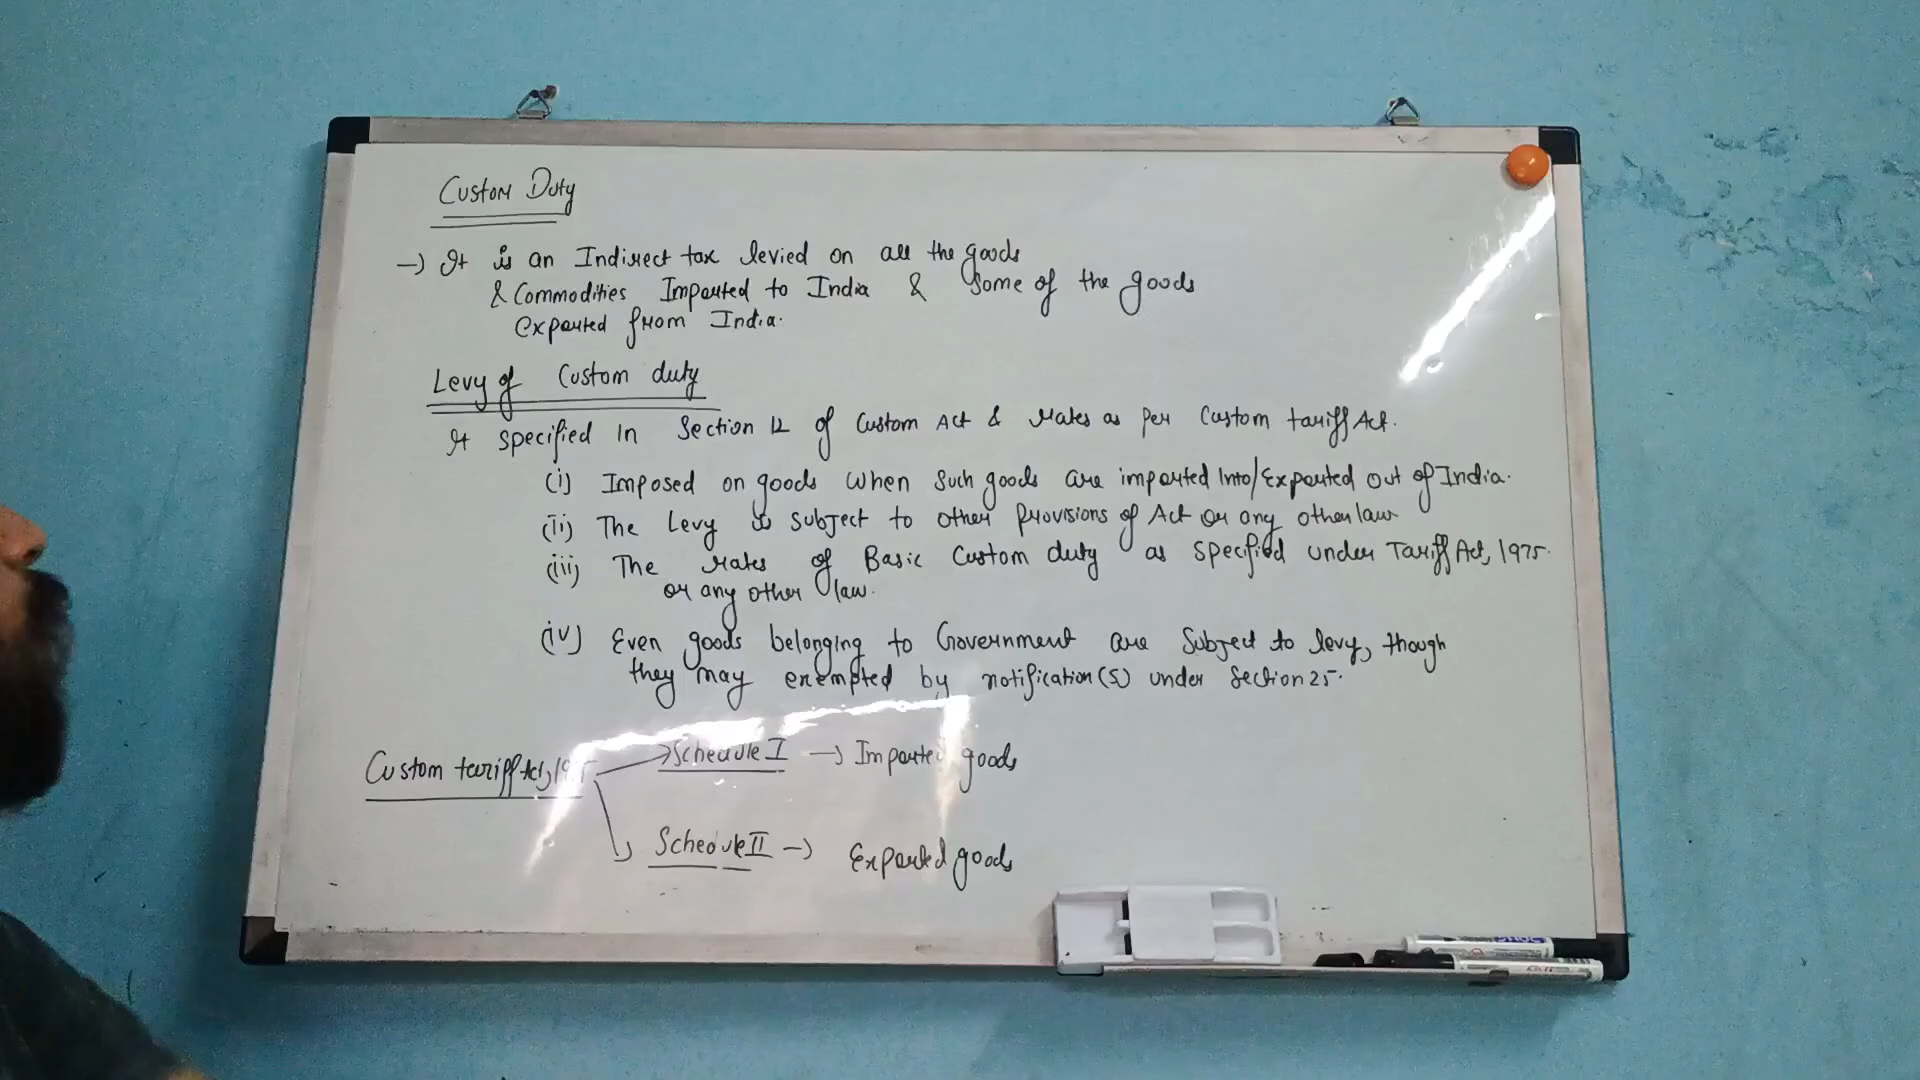 Custom Duty
→ It is an Indirect tax levied on all the goods
& Commodities Imported to India & Some of the goods
exported from India.
Levy of Custom duty
It specified in Section 12 of Custom Act & rates as per Custom tariff Act.
(i) Imposed on goods when such goods are imported Into/Exported out of India.
(ii) The Levy is subject to other provisions of Act or any other law
(iii) The rates of Basic Custom duty as specified under Tariff Act, 1975.
or any other law.
(iv) Even goods belonging to Government are Subject to levy, though
they may exempted by notification(s) under Section 25.
Custom tariff Act, 1975 → Schedule I → Imported goods
→ Schedule II → Exported goods